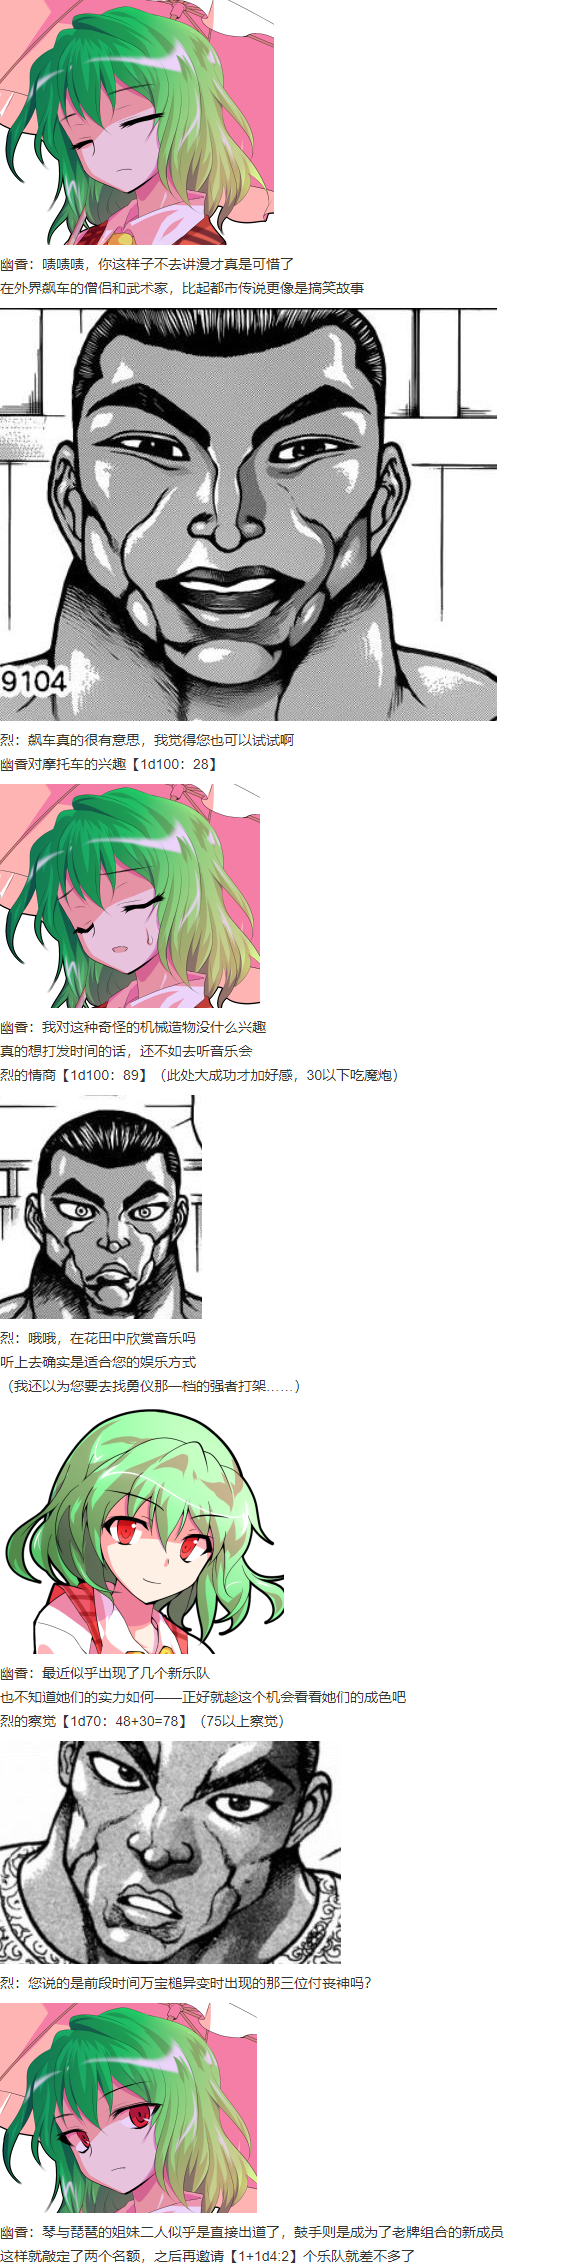 幽香：啧啧啧，你这样子不去讲漫才真是可惜了
在外界飙车的僧侣和武术家，比起都市传说更像是搞笑故事
9104
烈：飙车真的很有意思，我觉得您也可以试试啊
幽香对摩托车的兴趣【1d100：28】
幽香：我对这种奇怪的机械造物没什么兴趣
真的想打发时间的话，还不如去听音乐会
烈的情商【1d100：89】（此处大成功才加好感，30以下吃魔炮）
烈：哦哦，在花田中欣赏音乐吗
听上去确实是适合您的娱乐方式
（我还以为您要去找勇仪那一档的强者打架……）
幽香：最近似乎出现了几个新乐队
也不知道她们的实力如何——正好就趁这个机会看看她们的成色吧
烈的察觉【1d70：48+30=78】（75以上察觉）
烈：您说的是前段时间万宝槌异变时出现的那三位付丧神吗？
幽香：琴与琵琶的姐妹二人似乎是直接出道了，鼓手则是成为了老牌组合的新成员
这样就敲定了两个名额，之后再邀请【1+1d4:2】个乐队就差不多了